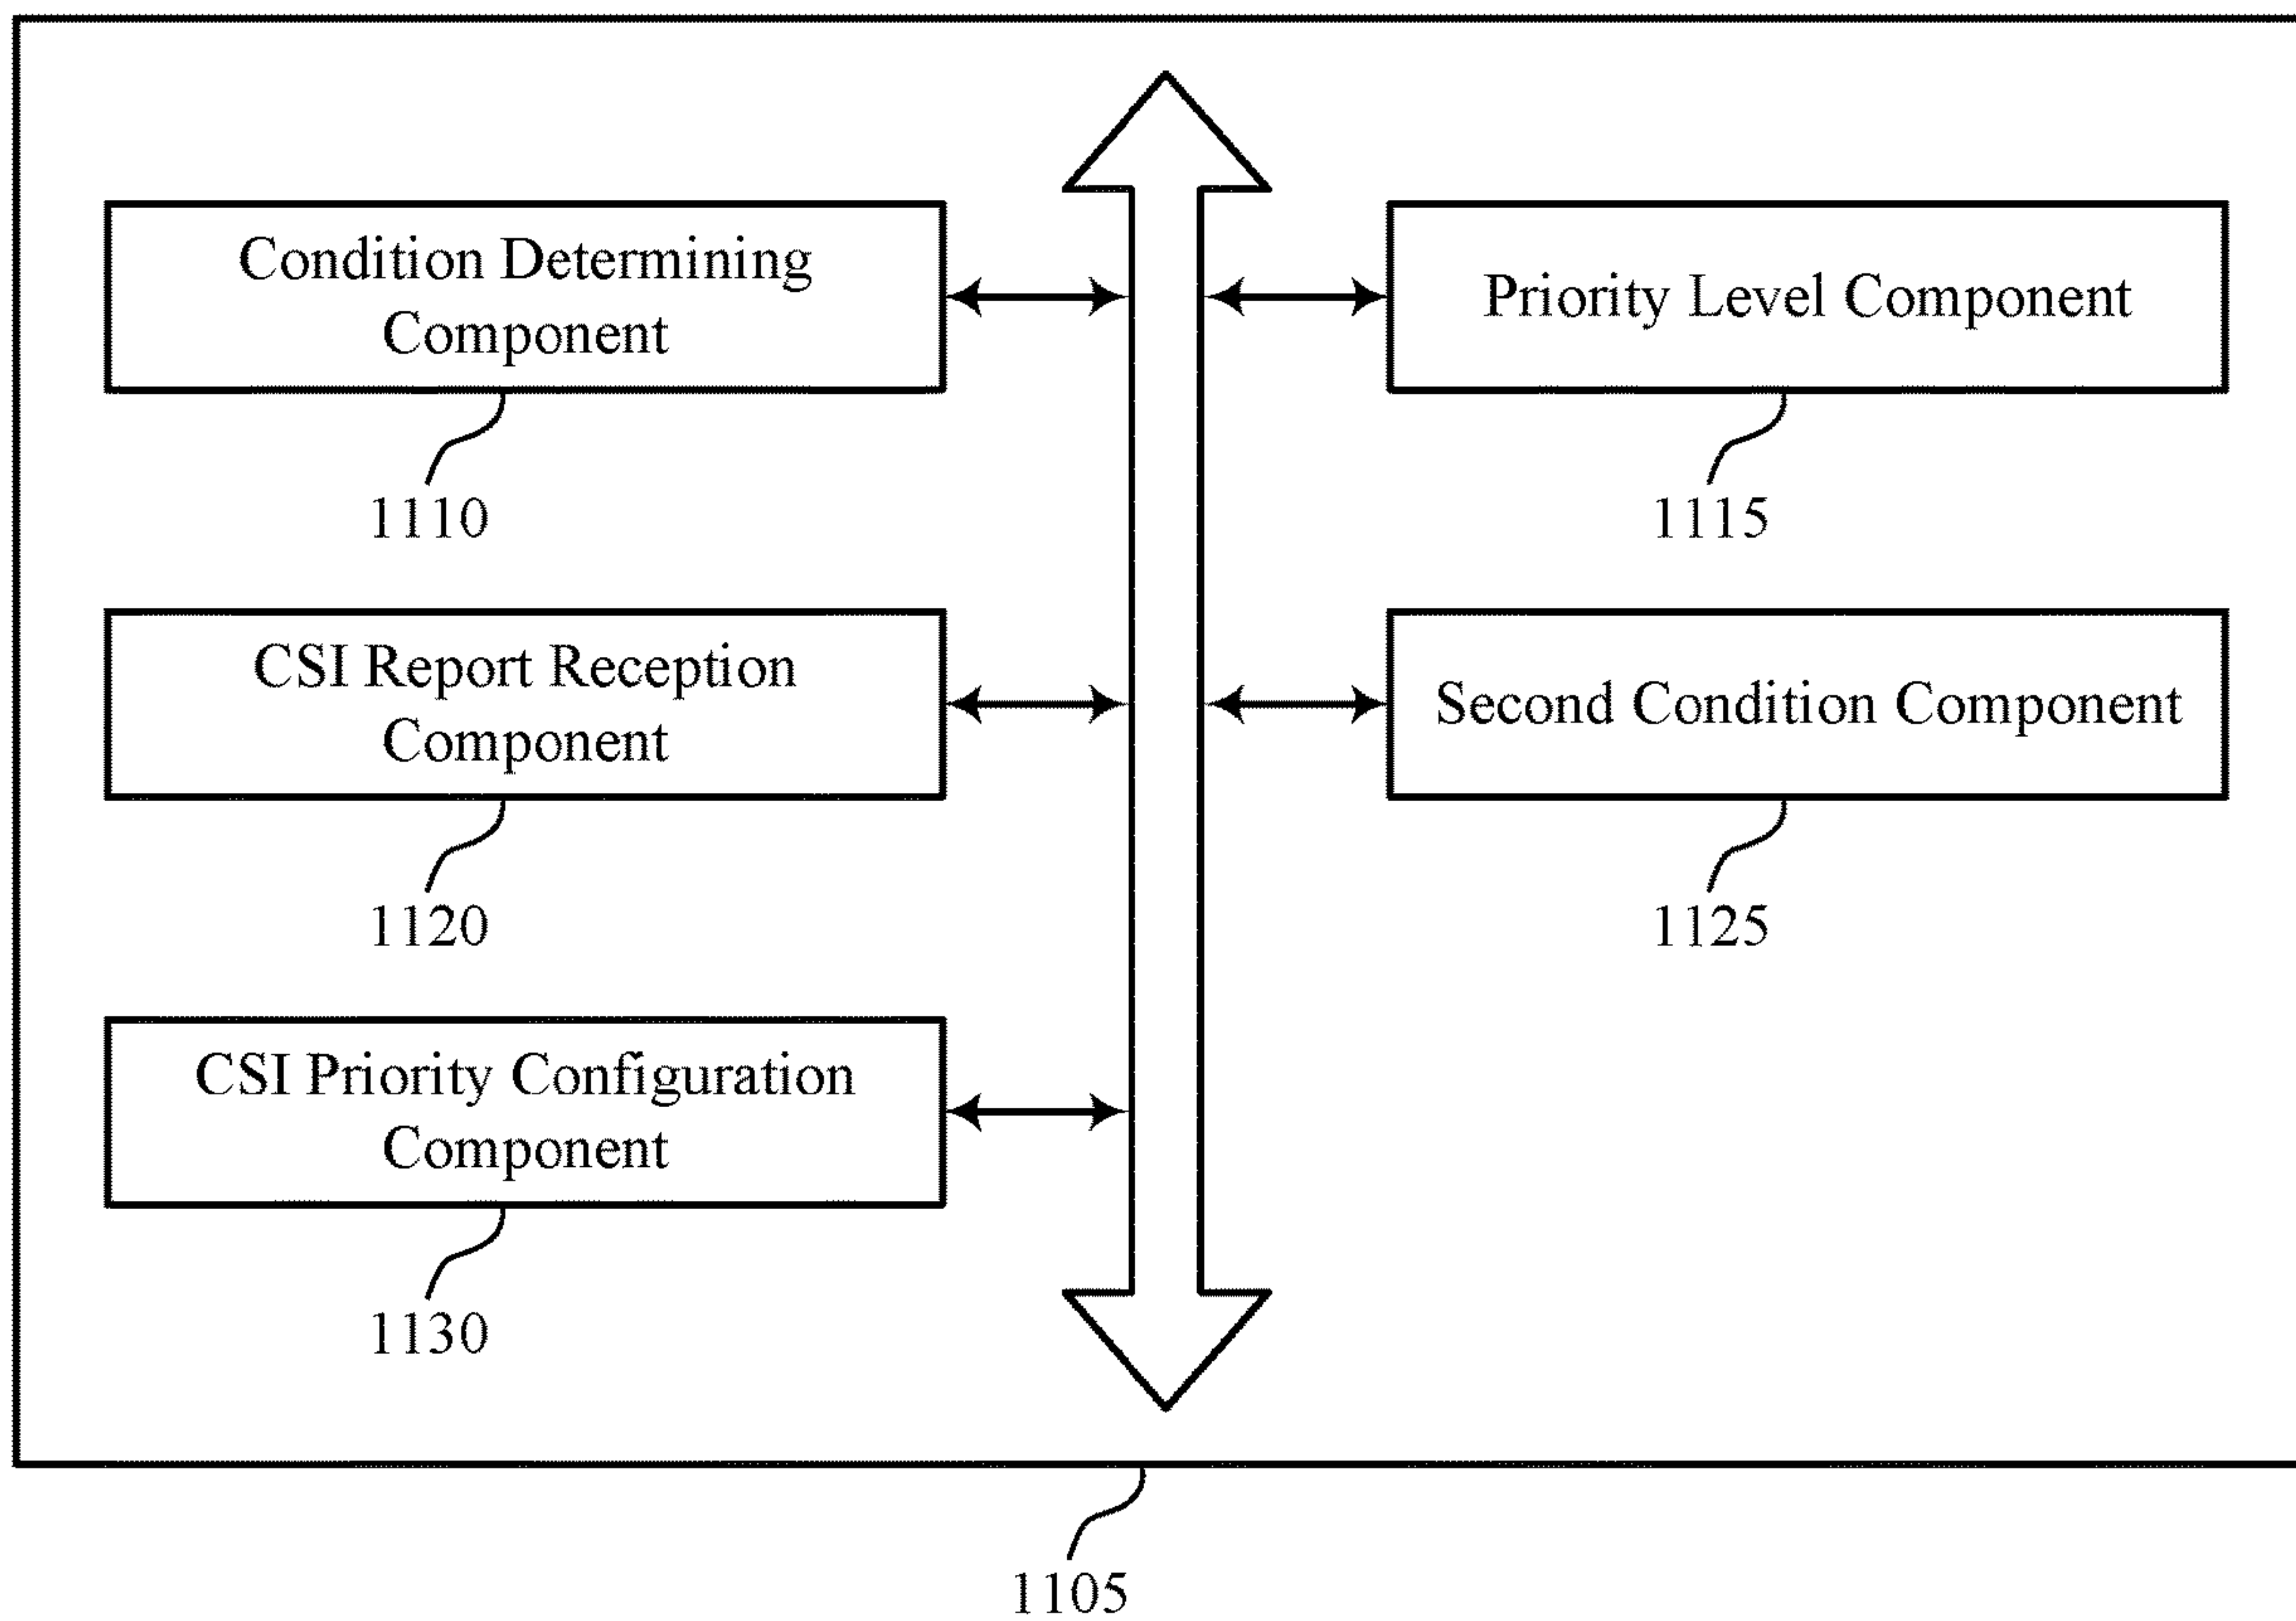 Condition Determining
Component
1110
Priority Level Component
1115
CSI Report Reception
Component
1120
Second Condition Component
1125
CSI Priority Configuration
Component
1130
1105